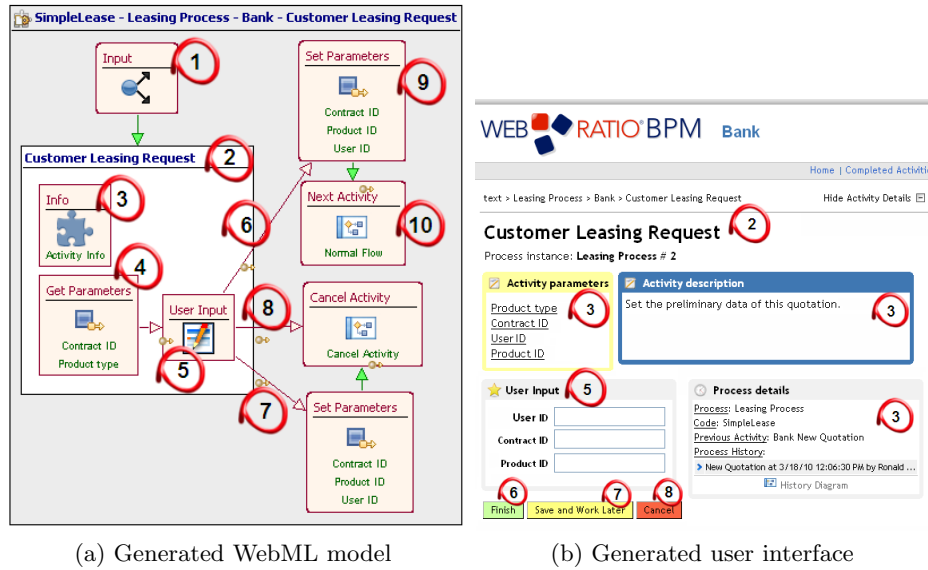 SimpleLease - Leasing Process - Bank - Customer Leasing Request
Input
1
Set Parameters
9
Contract ID
Product ID
User ID
Customer Leasing Request
2
Info
3
Activity Info
6
Next Activity
10
Normal Flow
4
Get Parameters
Contract ID
Product type
User Input
5
8
Cancel Activity
Cancel Activity
7
Set Parameters
Contract ID
Product ID
User ID
(a) Generated WebML model
WEB RATIO BPM Bank
Home | Completed Activiti
text > Leasing Process > Bank > Customer Leasing Request
Hide Activity Details
Customer Leasing Request
2
Process instance: Leasing Process # 2
Activity parameters
Product type
Contract ID
User ID
Product ID
3
Activity description
Set the preliminary data of this quotation.
3
User Input
5
User ID
Contract ID
Product ID
Process details
Process: Leasing Process
Code: SimpleLease
Previous Activity: Bank New Quotation
Process History:
New Quotation at 3/18/10 12:06:30 PM by Ronald ...
History Diagram
3
6
7
8
Finish
Save and Work Later
Cancel
(b) Generated user interface